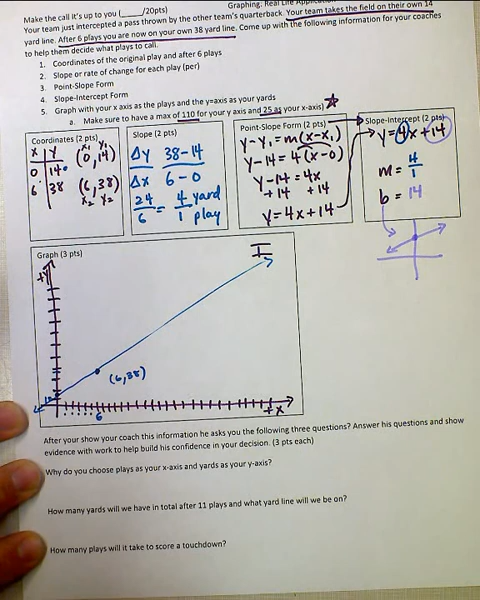 Make the call it's up to you (____/20pts)
Graphing: Real Life Application
Your team just intercepted a pass thrown by the other team's quarterback. Your team takes the field on their own 14
yard line. After 6 plays you are now on your own 38 yard line. Come up with the following information for your coaches
to help them decide what plays to call.
1. Coordinates of the original play and after 6 plays
2. Slope or rate of change for each play (per)
3. Point-Slope Form
4. Slope-Intercept Form
5. Graph with your x axis as the plays and the y=axis as your yards
a. Make sure to have a max of 110 for your y axis and 25 as your x-axis)
Coordinates (2 pts)
x y x₁ y₁
0 14 (0,14)
6 38 (6,38)
x₂ y₂
Slope (2 pts)
Δy 38-14
Δx 6-0
24/6 = 4/1 yard/play
Point-Slope Form (2 pts)
y-y₁=m(x-x₁)
y-14=4(x-0)
y-14=4x
+14 +14
y=4x+14
Slope-Intercept (2 pts)
y=4x+14
m= 4/1
b= 14
Graph (3 pts)
I
+y
(6,38)
6
+x
After your show your coach this information he asks you the following three questions? Answer his questions and show
evidence with work to help build his confidence in your decision. (3 pts each)
Why do you choose plays as your x-axis and yards as your y-axis?
How many yards will we have in total after 11 plays and what yard line will we be on?
How many plays will it take to score a touchdown?